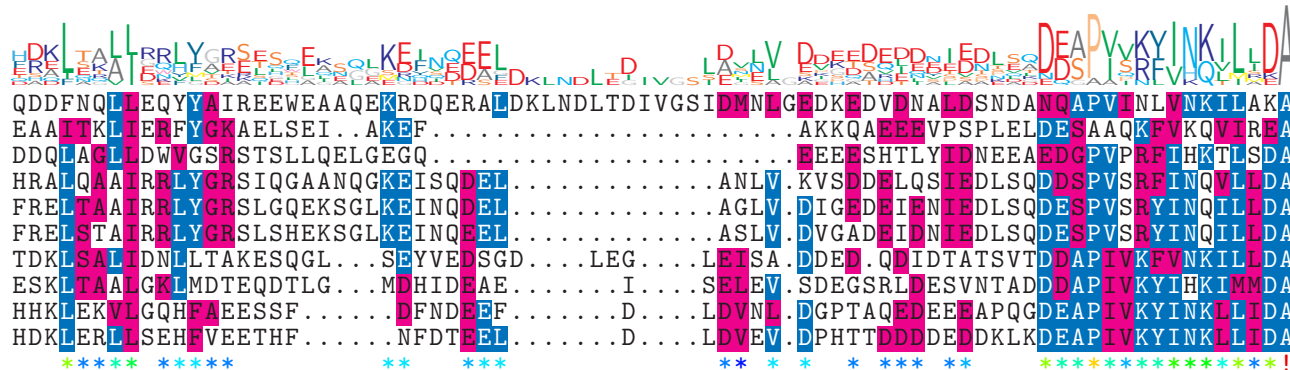 QDDFNQLLEQYYAIREEWEAAQEKRDQERALDKLNDLTDIVGSIDMNLGEDKEDVDNALDSNDANQAPVINLVNKILAKA
EAAITKLIERFYGKAELSEI..AKEF.......................AKKQAEEEVPSPLELDESAAQKFVKQVIREA
DDQLAGLLDWVGSRSTSLLQELGEGQ.......................EEEESHTLYIDNEEAEDGPVPRFIHKTLSDA
HRALQAAIRRLYGRSIQGAANQGKEISQDEL.............ANLV.KVSDDELQSIEDLSQDDSPVSRFINQVLLDA
FRELTAAIRRLYGRSLGQEKSGLKEINQDEL.............AGLV.DIGEDEIENIEDLSQDESPVSRYINQILLDA
FRELSTAIRRLYGRSLSHEKSGLKEINQEEL.............ASLV.DVGADEIDNIEDLSQDESPVSRYINQILLDA
TDKLSALIDNLLTAKESQGL...SEYVEDSGD....LEG....LEISA.DDED.QDIDTATSVTDDAPIVKFVNKILLDA
ESKLTAALGKLMDTEQDTLG...MDHIDEAE.......I....SELEV.SDEGSRLDESVNTADDDAPIVKYIHKIMMDA
HHKLEKVLGQHFAEESSF......DFNDEEF.......D....LDVNL.DGPTAQEDEEEAPQGDEAPIVKYINKLLIDA
HDKLERLLSEHFVEETHF......NFDTEEL.......D....LDVEV.DPHTTDDDDEDDKLKDEAPIVKYINKLLIDA
***** ***** ** *** ** * * * *** ** ***************!